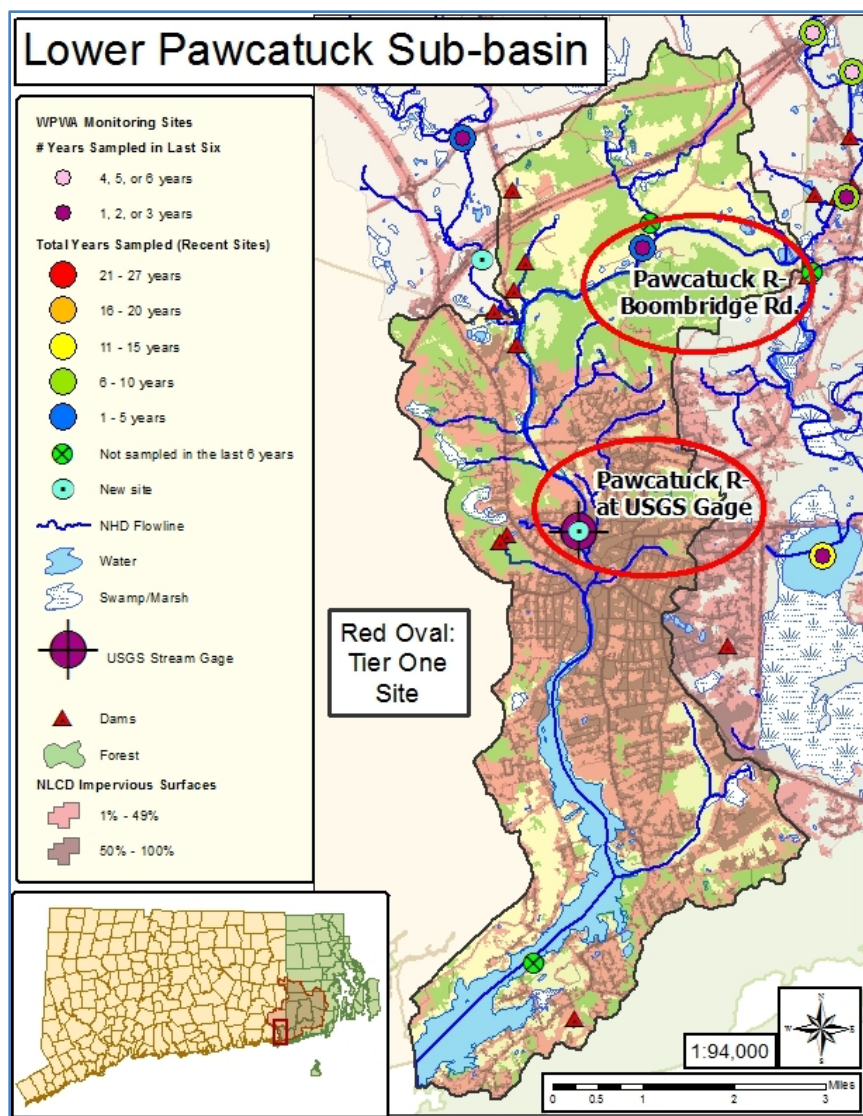 Lower Pawcatuck Sub-basin
WPWA Monitoring Sites
# Years Sampled in Last Six
4, 5, or 6 years
1, 2, or 3 years
Total Years Sampled (Recent Sites)
21 - 27 years
16 - 20 years
11 - 15 years
6 - 10 years
1 - 5 years
Not sampled in the last 6 years
New site
NHD Flowline
Water
Swamp/Marsh
USGS Stream Gage
Dams
Forest
NLCD Impervious Surfaces
1% - 49%
50% - 100%
Pawcatuck R-
Boombridge Rd.
Pawcatuck R-
at USGS Gage
Red Oval:
Tier One
Site
1:94,000
N
W E
S
Miles
0 0.5 1 2 3